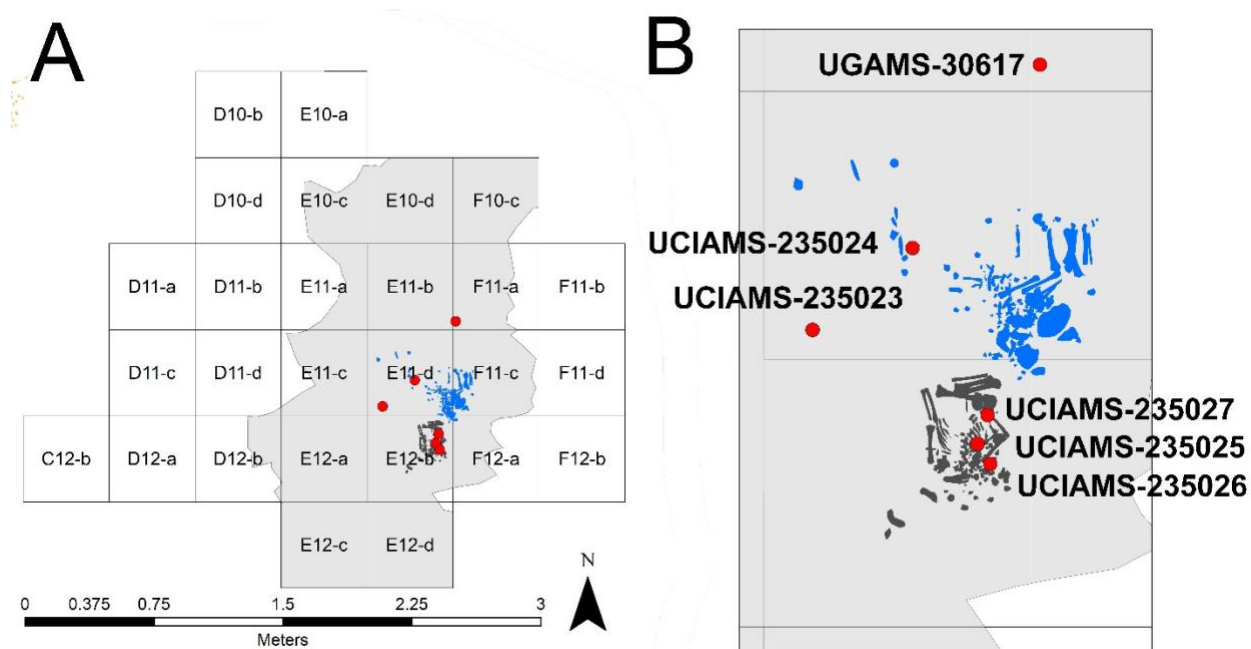 A
D10-b E10-a
D10-d E10-c E10-d F10-c
D11-a D11-b E11-a E11-b F11-a F11-b
D11-c D11-d E11-c E11-d F11-c F11-d
C12-b D12-a D12-b E12-a E12-b F12-a F12-b
E12-c E12-d
0 0.375 0.75 1.5 2.25 3
Meters
N
B
UGAMS-30617
UCIAMS-235024
UCIAMS-235023
UCIAMS-235027
UCIAMS-235025
UCIAMS-235026